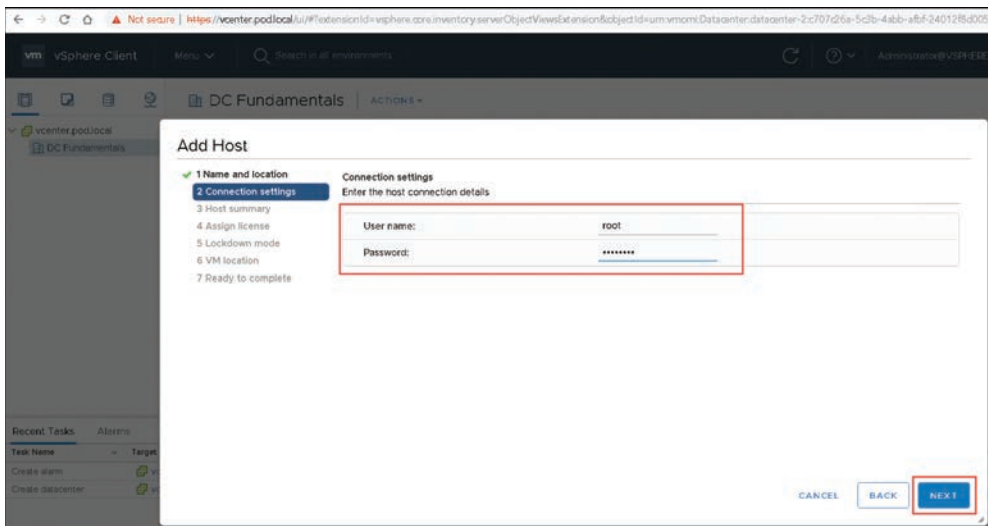 Not secure | https://vcenter.pod.local/ui/#?extensionId=vsphere.core.inventory.serverObjectViewsExtension&objectId=urn:vmomi:Datacenter:datacenter-2:c707d26a-5c3b-4abb-afbf-24012f6d005
vm vSphere Client Menu Search in all environments Administrator@VSPHERE
DC Fundamentals ACTIONS
vcenter.pod.local
DC Fundamentals
Add Host
1 Name and location
2 Connection settings
3 Host summary
4 Assign license
5 Lockdown mode
6 VM location
7 Ready to complete
Connection settings
Enter the host connection details
User name: root
Password: ••••••••
Recent Tasks Alarms
Task Name Target
Create alarm vc
Create datacenter vc
CANCEL BACK NEXT